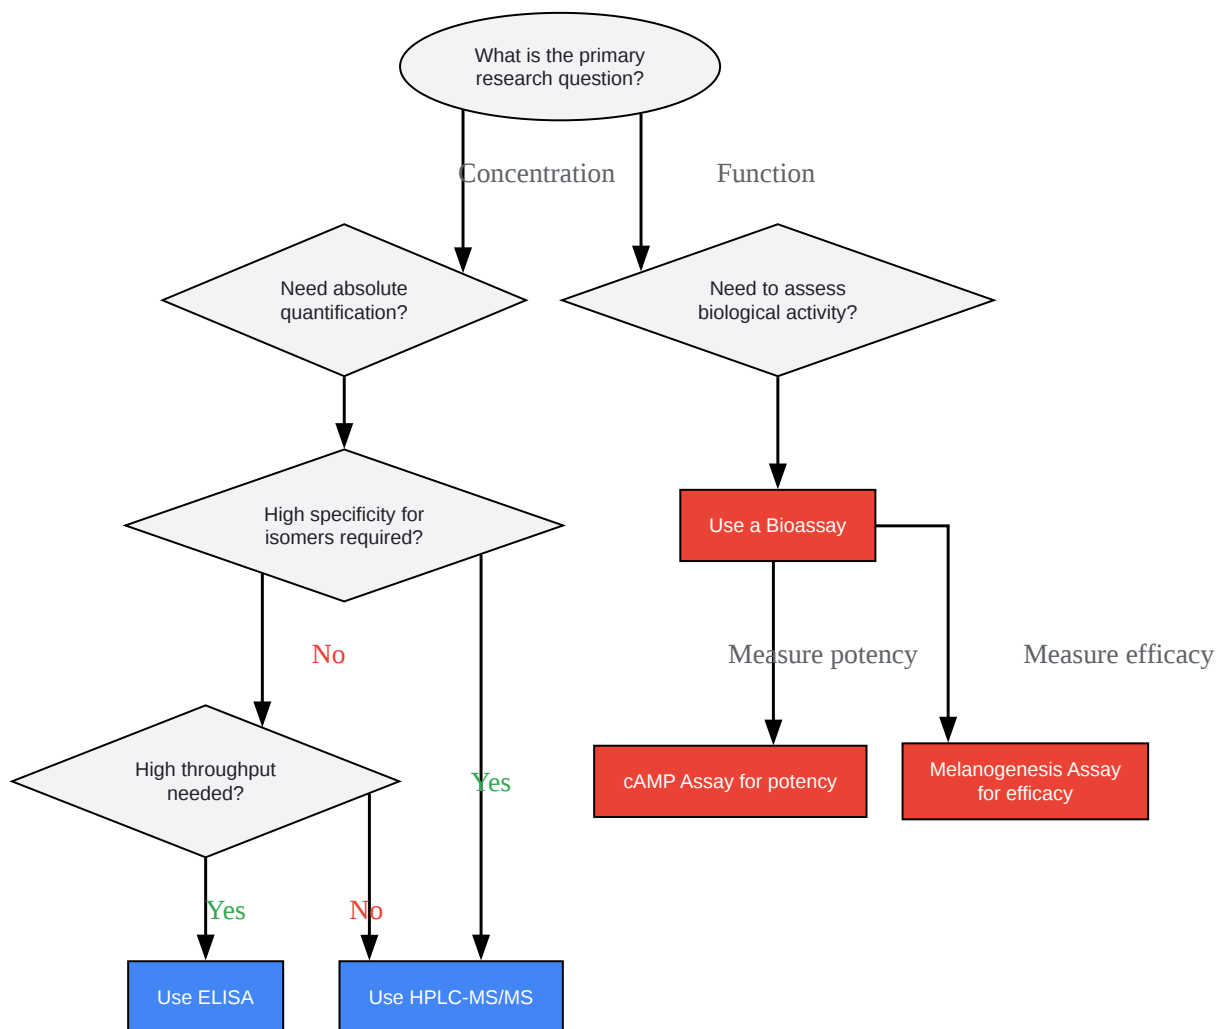 What is the primary
research question?
Concentration
Function
Need absolute
quantification?
Need to assess
biological activity?
High specificity for
isomers required?
Use a Bioassay
No
Measure potency
Measure efficacy
High throughput
needed?
Yes
cAMP Assay for potency
Melanogenesis Assay
for efficacy
Yes
No
Use ELISA
Use HPLC-MS/MS